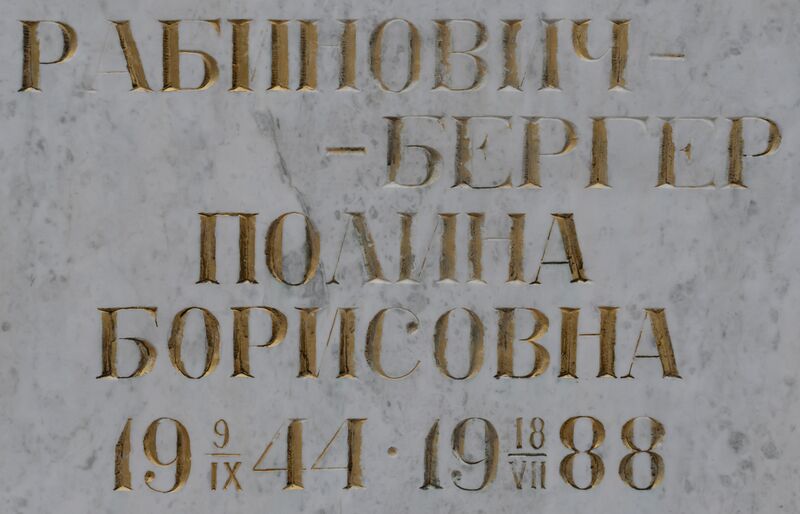 РАБИНОВИЧ-
-БЕРГЕР
ПОЛИНА
БОРИСОВНА
19 9/IX 44 · 19 18/VII 88